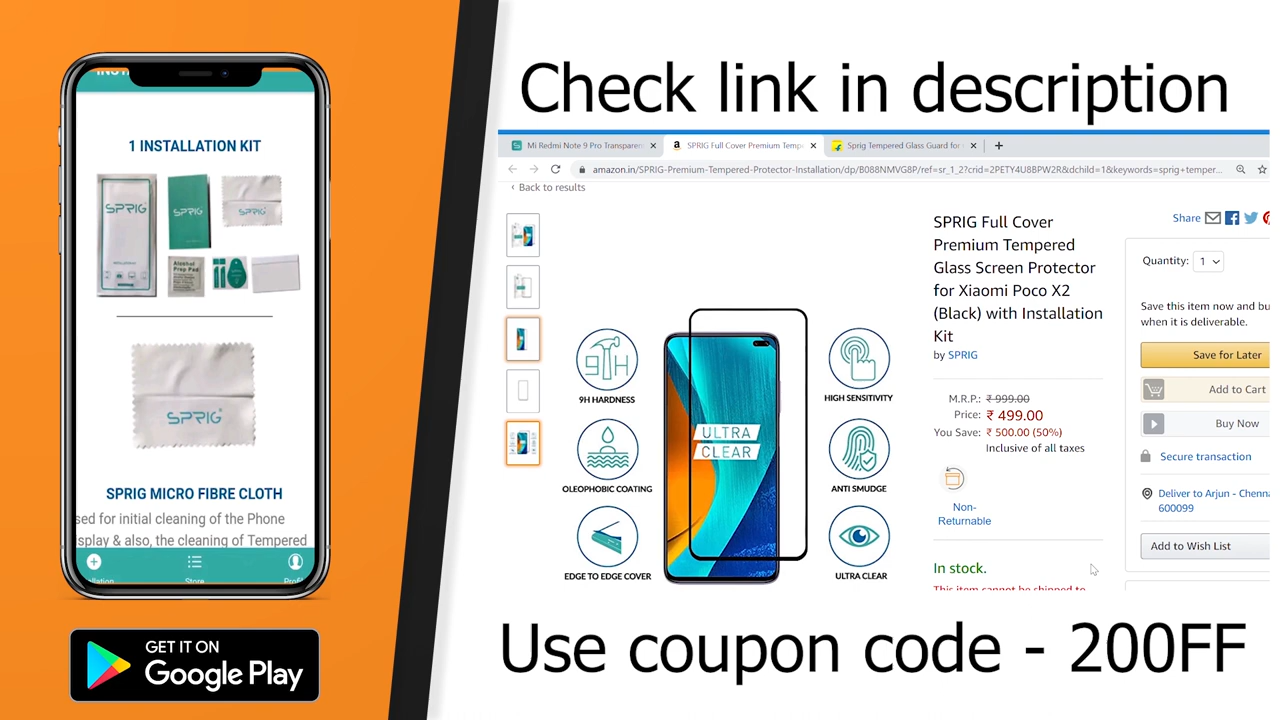 1 INSTALLATION KIT
SPRIG
SPRIG
SPRIG
Alcohol
Prep Pad
SPRIG
SPRIG MICRO FIBRE CLOTH
sed for initial cleaning of the Phone
splay & also, the cleaning of Tempered
Store
GET IT ON
Google Play
Check link in description
Mi Redmi Note 9 Pro Transparen
SPRIG Full Cover Premium Tempe
Sprig Tempered Glass Guard for
amazon.in/SPRIG-Premium-Tempered-Protector-Installation/dp/B088NMVG8P/ref=sr_1_2?crid=2PETY4U8BPW2R&dchild=1&keywords=sprig+temper...
‹ Back to results
9H
9H HARDNESS
OLEOPHOBIC COATING
EDGE TO EDGE COVER
ULTRA
CLEAR
HIGH SENSITIVITY
ANTI SMUDGE
ULTRA CLEAR
SPRIG Full Cover
Premium Tempered
Glass Screen Protector
for Xiaomi Poco X2
(Black) with Installation
Kit
by SPRIG
M.R.P.: ₹ 999.00
Price: ₹ 499.00
You Save: ₹ 500.00 (50%)
Inclusive of all taxes
Non-
Returnable
In stock.
This item cannot be shipped to
Share
Quantity: 1
Save this item now and bu
when it is deliverable.
Save for Later
Add to Cart
Buy Now
Secure transaction
Deliver to Arjun - Chenna
600099
Add to Wish List
Use coupon code - 200FF